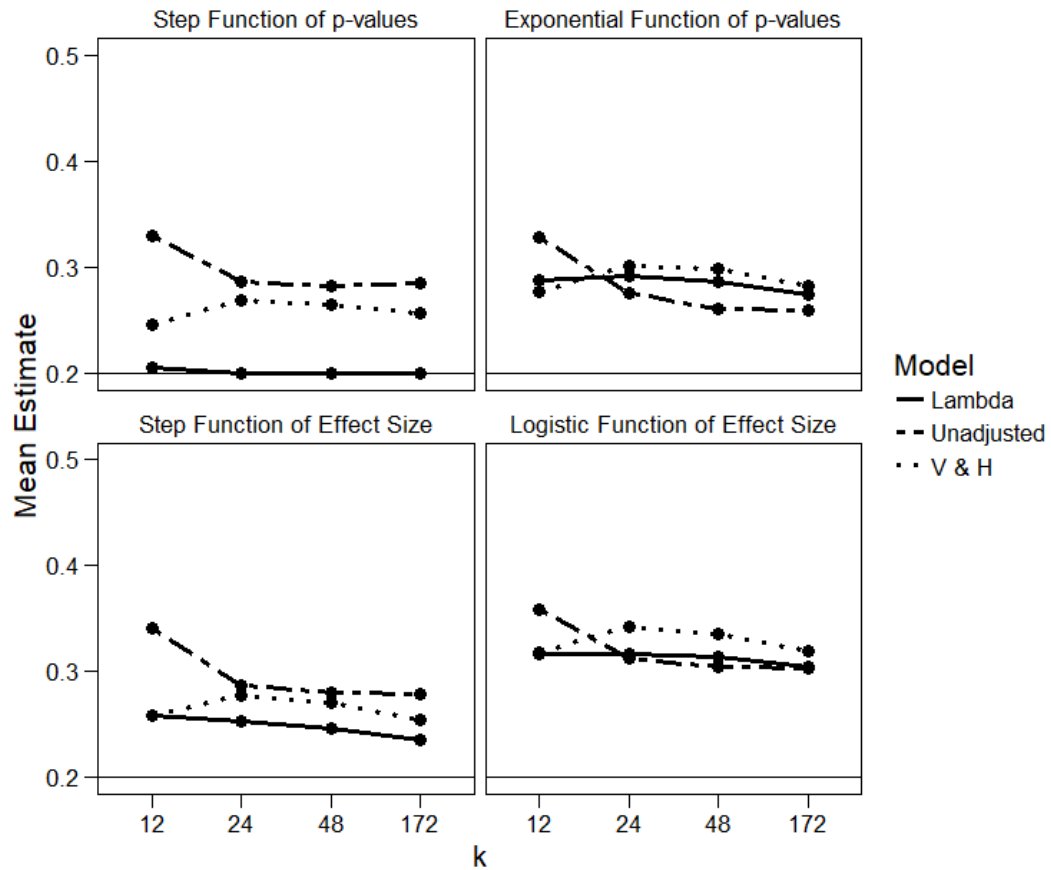 Step Function of p-values
Exponential Function of p-values
0.5
0.4
0.3
0.2
Step Function of Effect Size
Logistic Function of Effect Size
0.5
0.4
0.3
0.2
Mean Estimate
12 24 48 172
12 24 48 172
k
Model
Lambda
Unadjusted
V & H